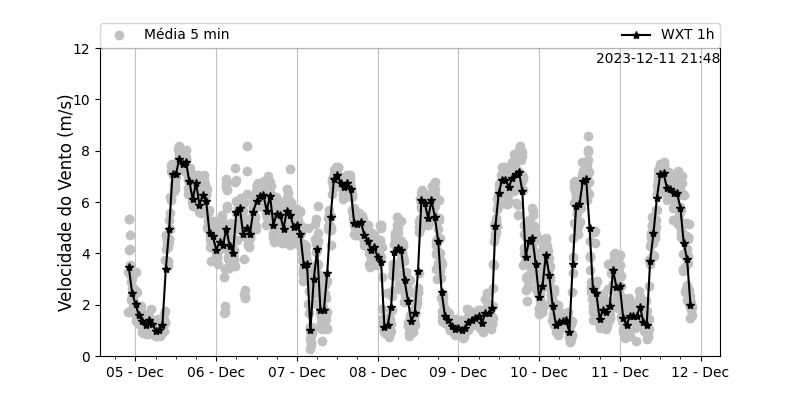 Média 5 min
WXT 1h
2023-12-11 21:48
Velocidade do Vento (m/s)
12
10
8
6
4
2
0
05 - Dec
06 - Dec
07 - Dec
08 - Dec
09 - Dec
10 - Dec
11 - Dec
12 - Dec